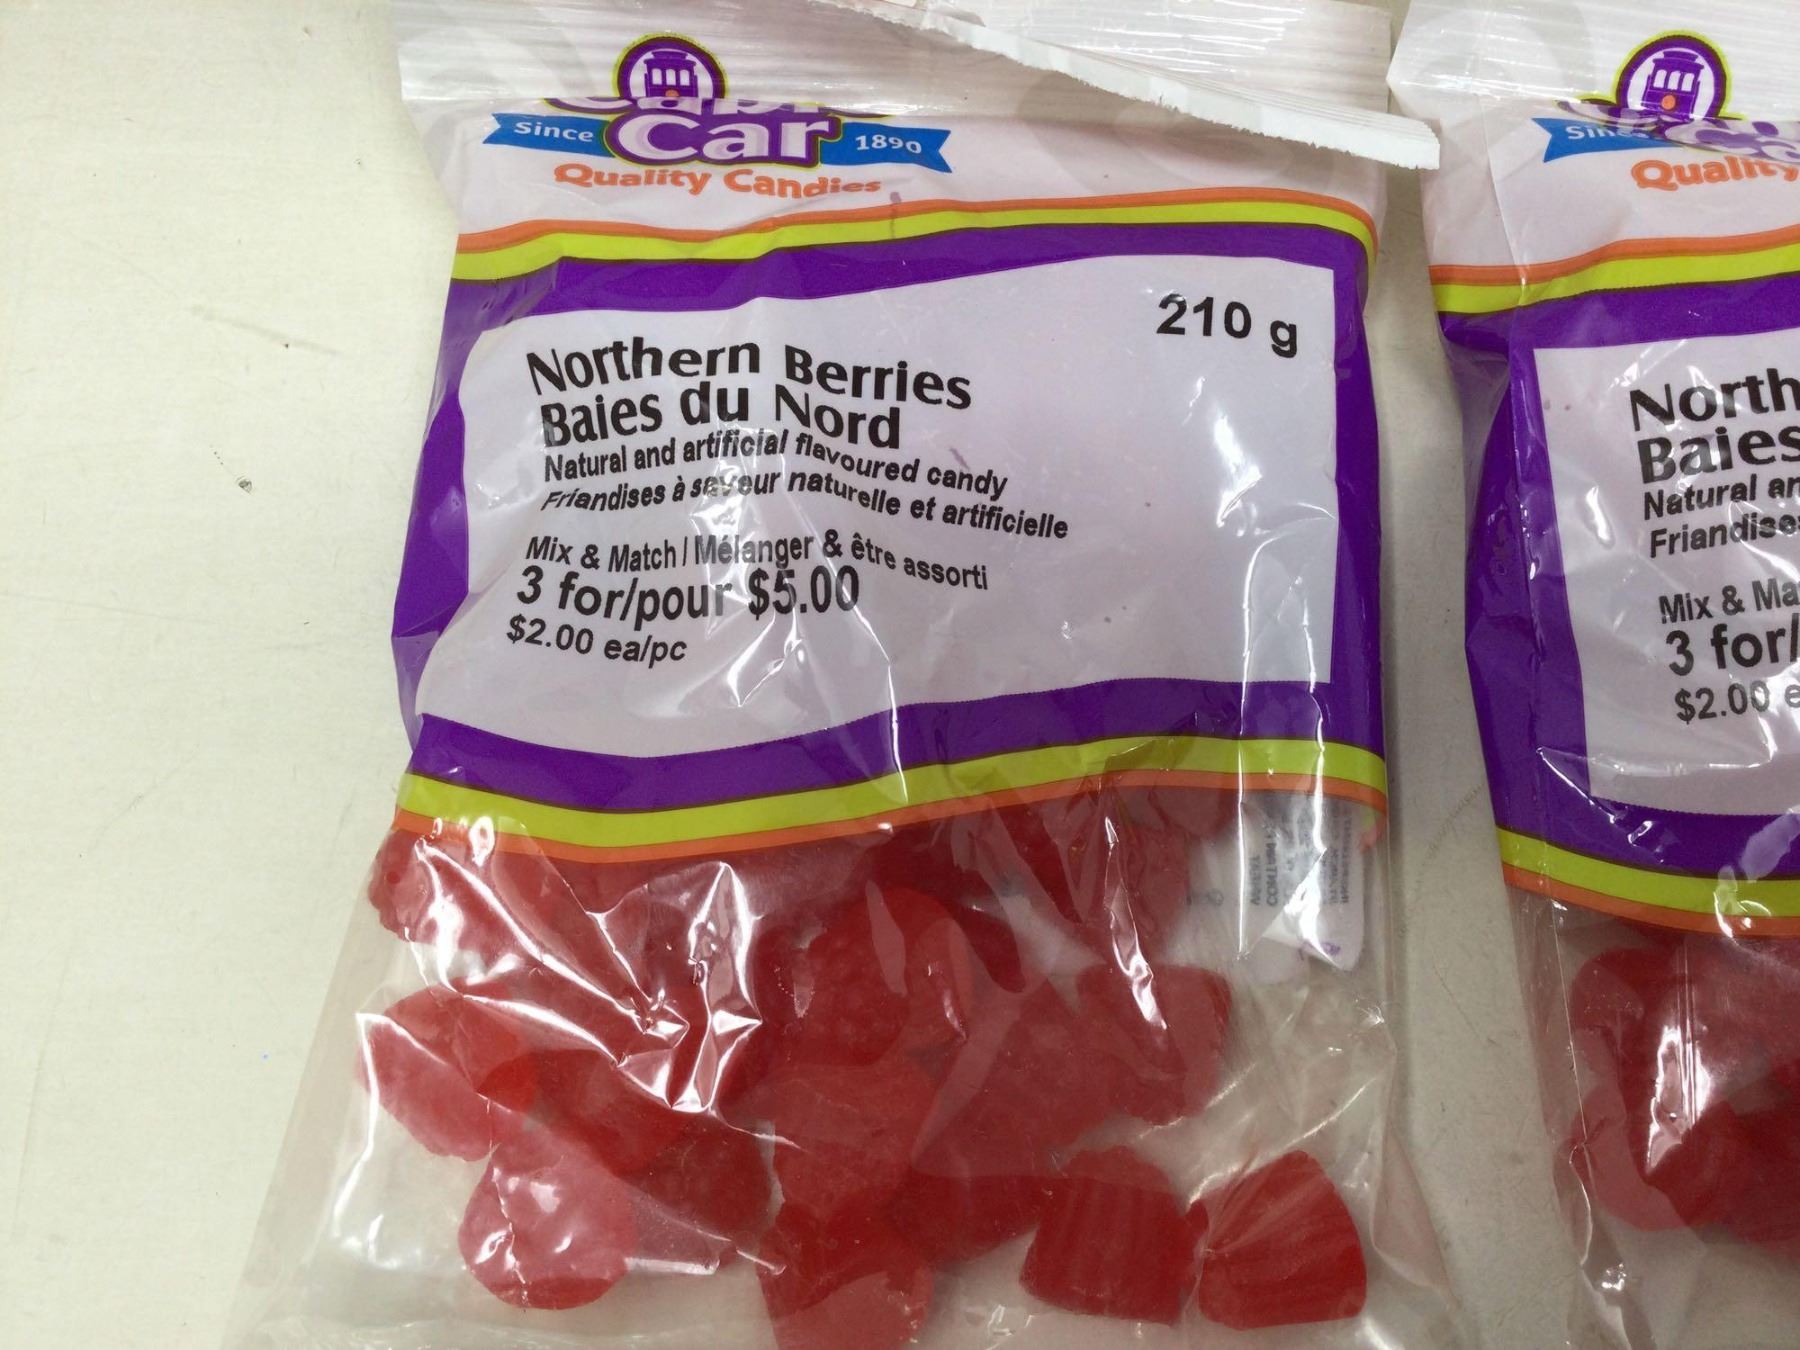 Since Car 1890
Quality Candies
210 g
Northern Berries
Baies du Nord
Natural and artificial flavoured candy
Friandises à saveur naturelle et artificielle
Mix & Match / Mélanger & être assorti
3 for/pour $5.00
$2.00 ea/pc
Quality
North
Baies
Natural an
Friandise
Mix & Ma
3 for/
$2.00 e